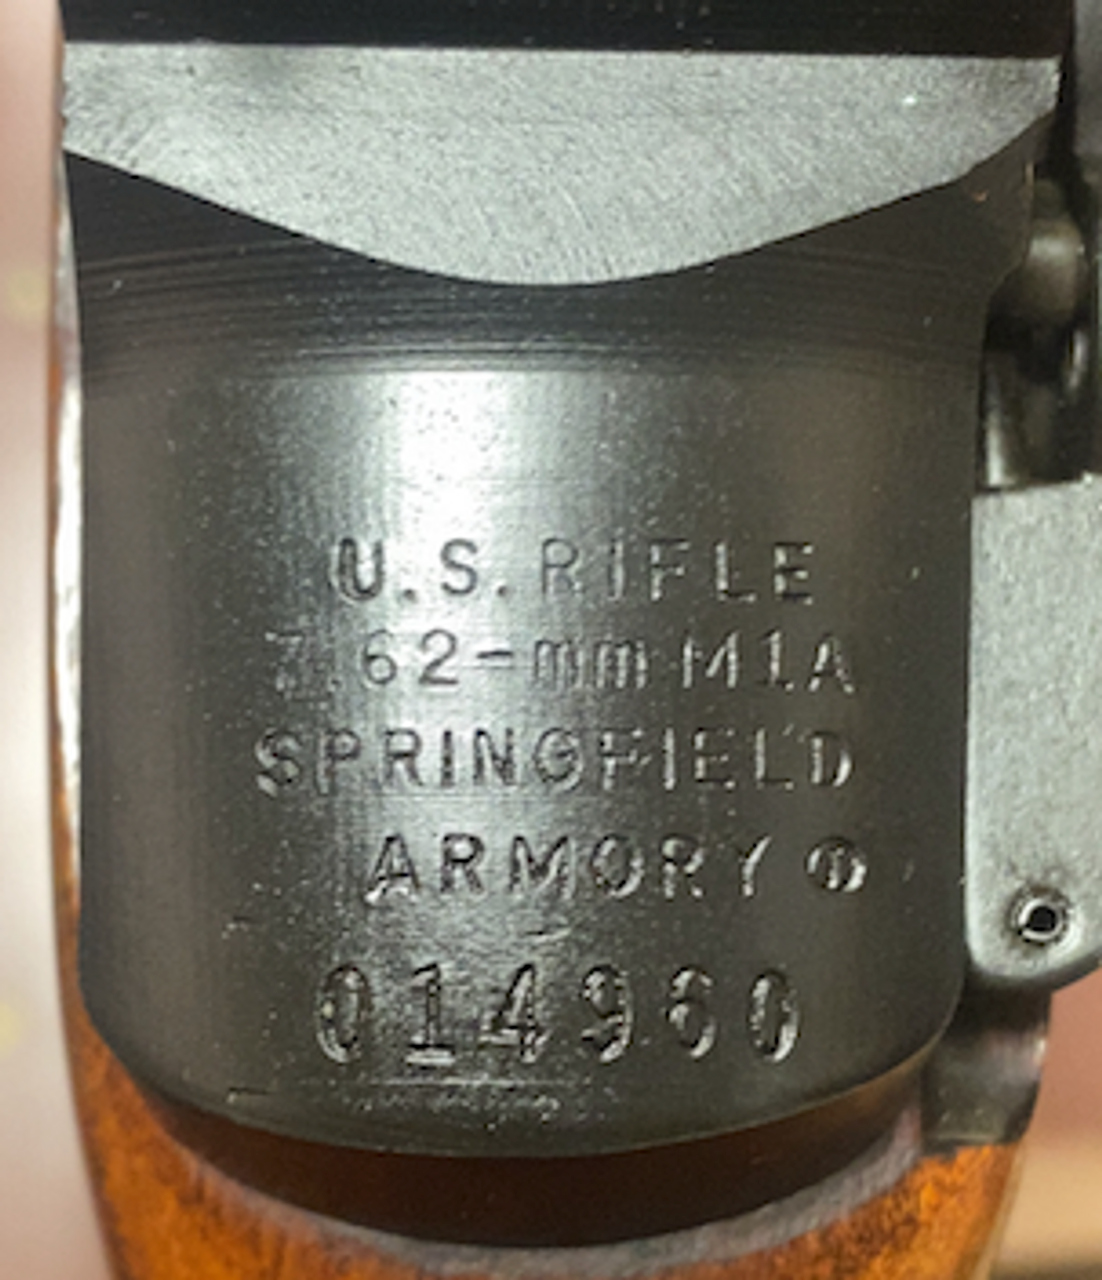 U.S. RIFLE
7.62-mm M1A
SPRINGFIELD
ARMORY ®
014960